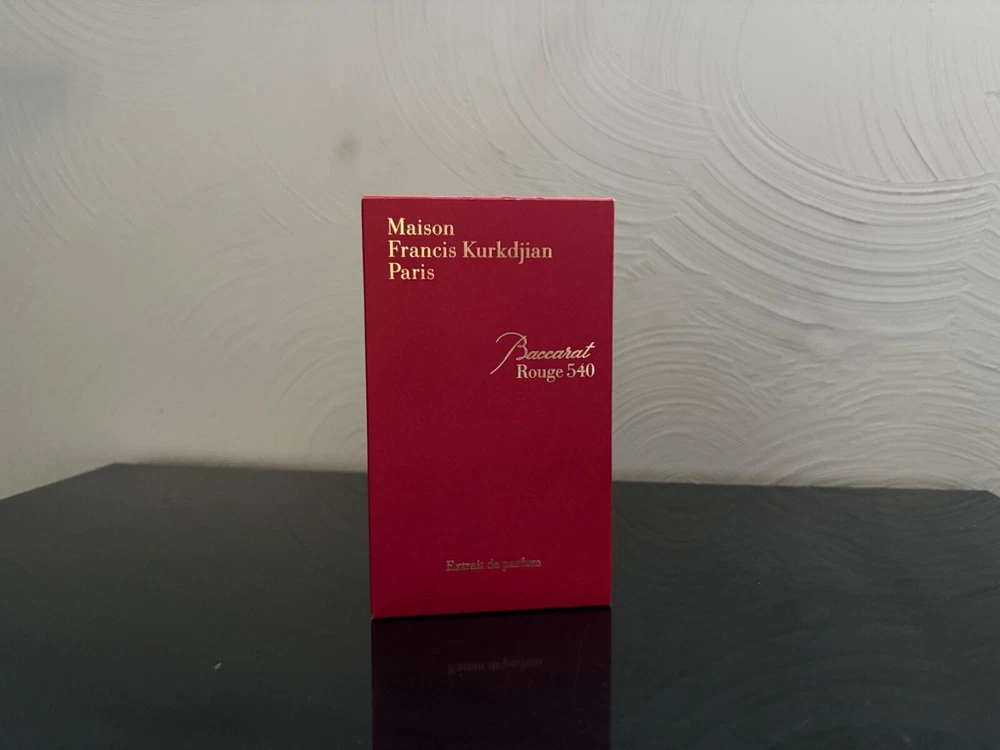 Maison
Francis Kurkdjian
Paris
Baccarat
Rouge 540
Extrait de parfum